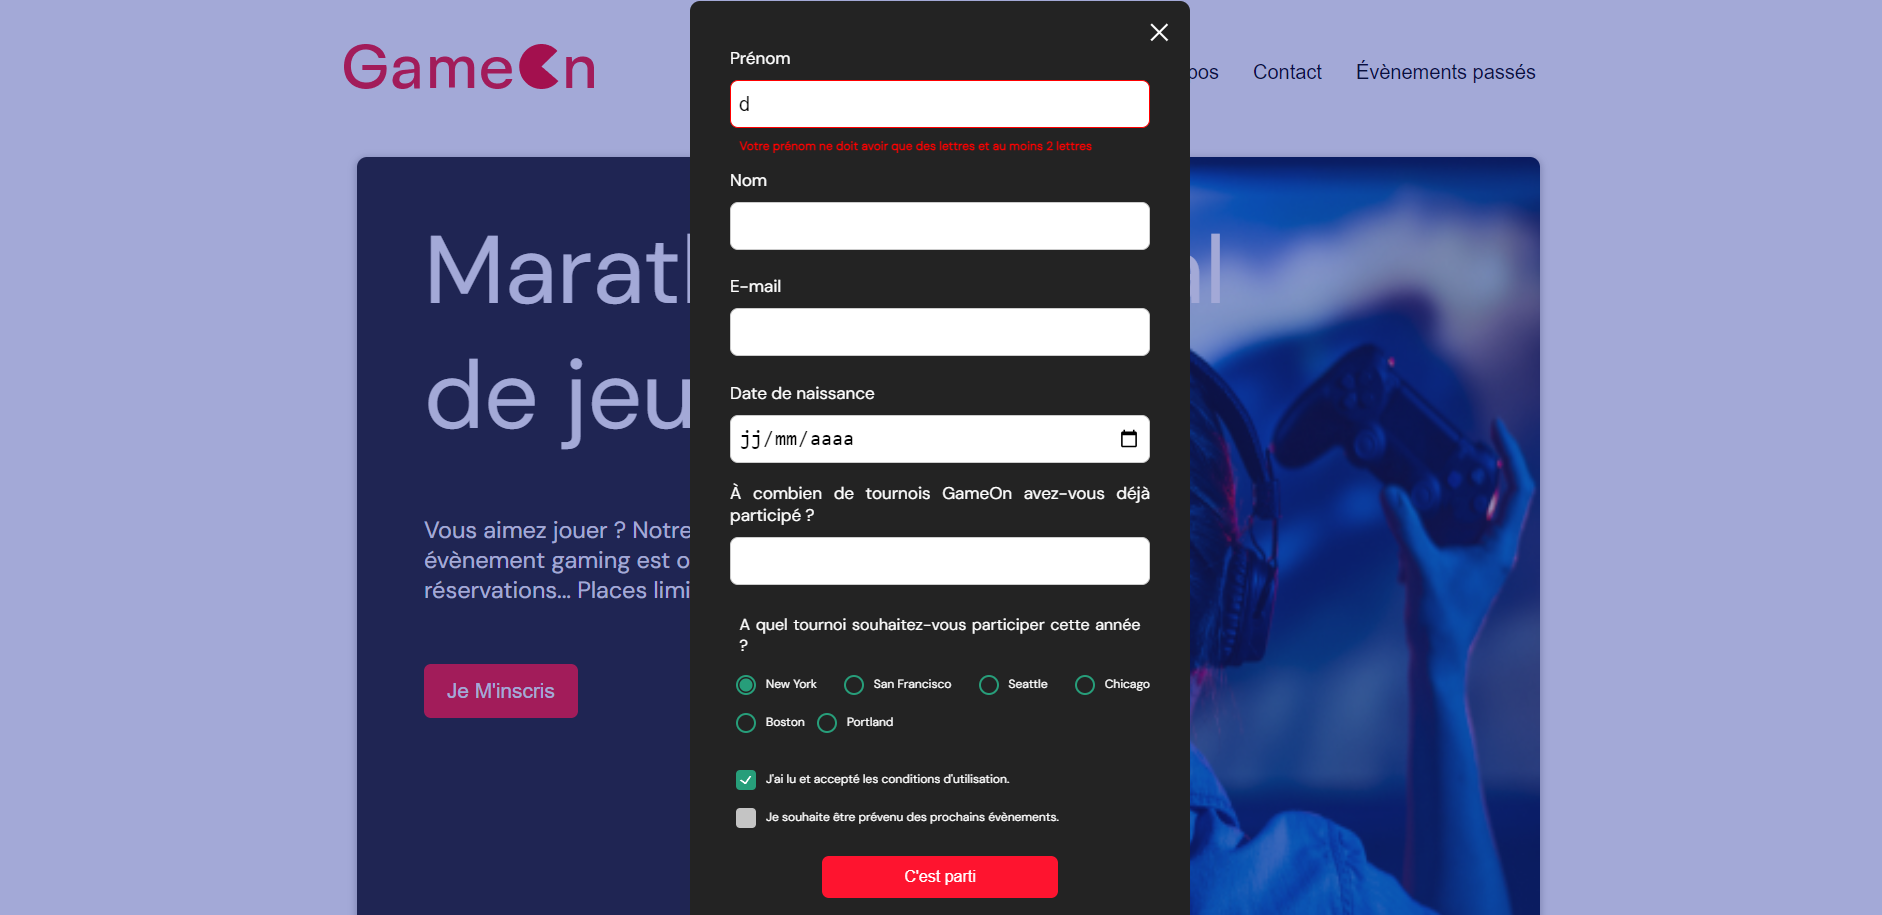 GameOn
Contact
Évènements passés
Prénom
d
Votre prénom ne doit avoir que des lettres et au moins 2 lettres
Nom
E-mail
Date de naissance
jj/mm/aaaa
À combien de tournois GameOn avez-vous déjà
participé ?
A quel tournoi souhaitez-vous participer cette année
?
New York San Francisco Seattle Chicago
Boston Portland
J'ai lu et accepté les conditions d'utilisation.
Je souhaite être prévenu des prochains évènements.
C'est parti
de jeu
Vous aimez jouer ? Notre
évènement gaming est
réservations... Places
Je M'inscris